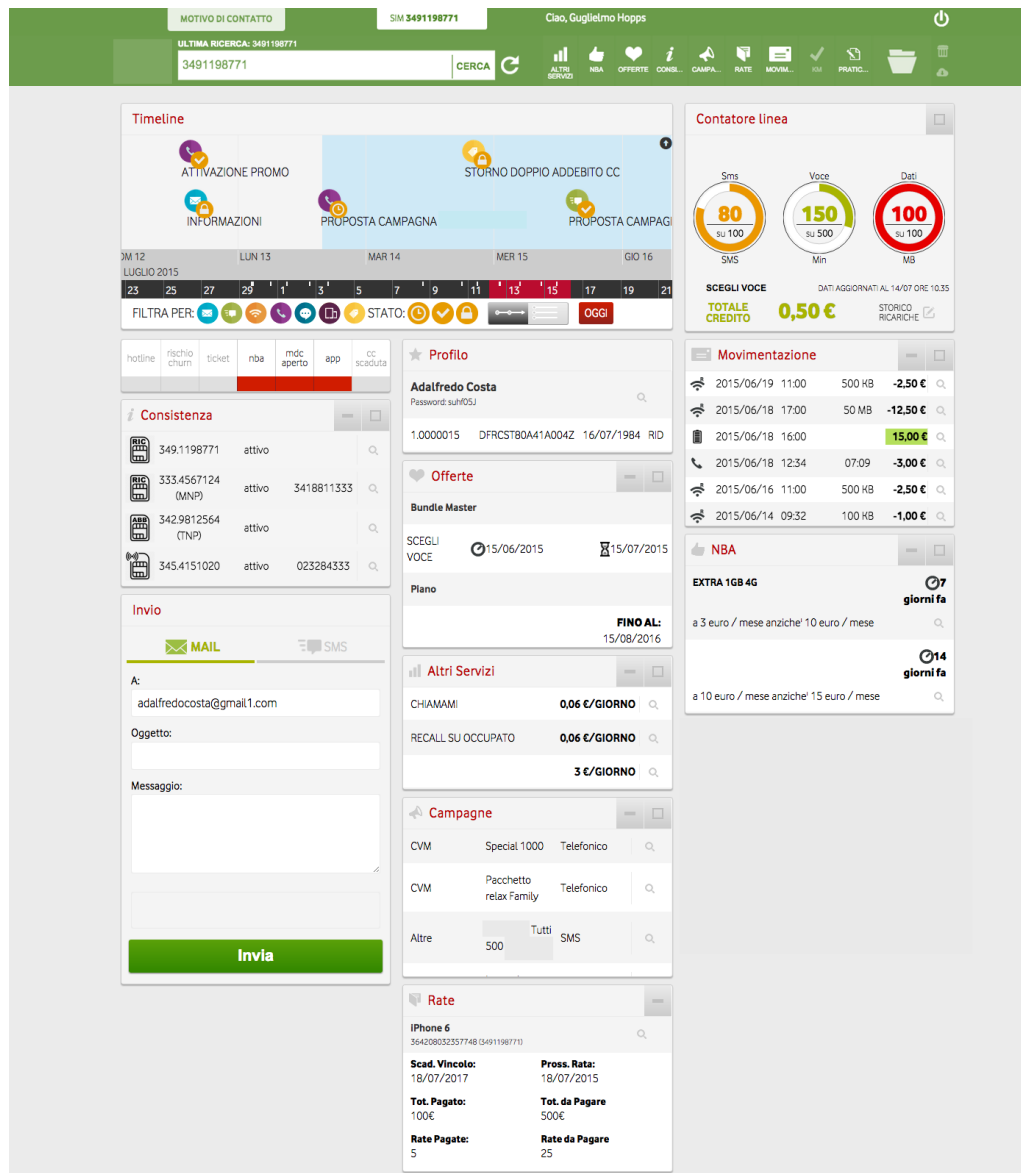 MOTIVO DI CONTATTO
SIM 3491198771
Ciao, Guglielmo Hopps
ULTIMA RICERCA: 3491198771
3491198771
CERCA
ALTRI SERVIZI
NBA
OFFERTE
CONSI...
CAMPA...
RATE
MOVIM...
KM
PRATIC...
Timeline
ATTIVAZIONE PROMO
STORNO DOPPIO ADDEBITO CC
INFORMAZIONI
PROPOSTA CAMPAGNA
PROPOSTA CAMPAGI
OM 12
LUN 13
MAR 14
MER 15
GIO 16
LUGLIO 2015
23 25 27 29 1 3 5 7 9 11 13 15 17 19 21
FILTRA PER:
STATO:
OGGI
Contatore linea
Sms
Voce
Dati
80
150
100
su 100
su 500
su 100
SMS
Min
MB
SCEGLI VOCE
DATI AGGIORNATI AL 14/07 ORE 10.35
TOTALE CREDITO
0,50 €
STORICO RICARICHE
hotline
rischio churn
ticket
nba
mdc aperto
app
cc scaduta
Consistenza
RIC
349.1198771 attivo
RIC
333.4567124 (MNP) attivo 3418811333
ABB
342.9812564 (TNP) attivo
345.4151020 attivo 023284333
Invio
MAIL
SMS
A:
adalfredocosta@gmail1.com
Oggetto:
Messaggio:
Invia
Profilo
Adalfredo Costa
Password: suhf05J
1.0000015 DFRCST80A41A004Z 16/07/1984 RID
Offerte
Bundle Master
SCEGLI VOCE
15/06/2015
15/07/2015
Piano
FINO AL:
15/08/2016
Altri Servizi
CHIAMAMI 0,06 €/GIORNO
RECALL SU OCCUPATO 0,06 €/GIORNO
3 €/GIORNO
Campagne
CVM Special 1000 Telefonico
CVM Pacchetto relax Family Telefonico
Altre Tutti 500 SMS
Rate
IPhone 6
364208032357748 (3491198771)
Scad. Vincolo:
18/07/2017
Pross. Rata:
18/07/2015
Tot. Pagato:
100€
Tot. da Pagare
500€
Rate Pagate:
5
Rate da Pagare
25
Movimentazione
2015/06/19 11:00 500 KB -2,50 €
2015/06/18 17:00 50 MB -12,50 €
2015/06/18 16:00 15,00 €
2015/06/18 12:34 07:09 -3,00 €
2015/06/16 11:00 500 KB -2,50 €
2015/06/14 09:32 100 KB -1,00 €
NBA
EXTRA 1GB 4G
7
giorni fa
a 3 euro / mese anziche' 10 euro / mese
14
giorni fa
a 10 euro / mese anziche' 15 euro / mese